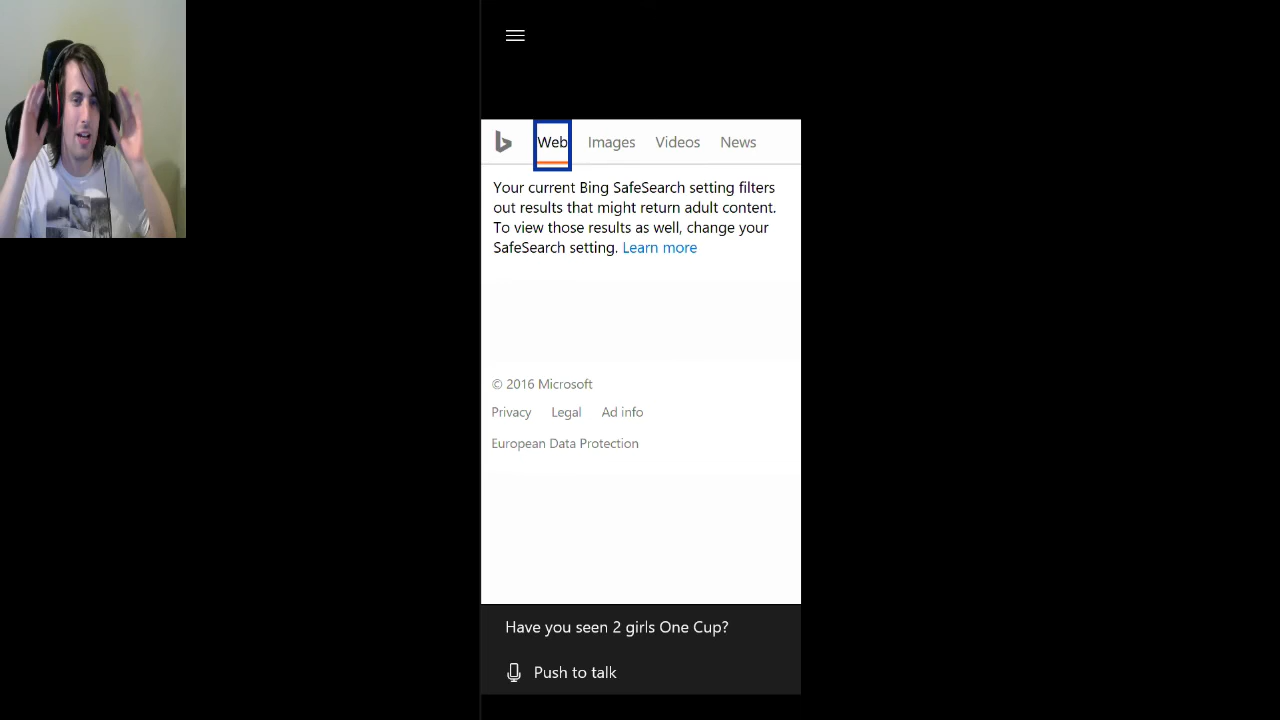 Web Images Videos News
Your current Bing SafeSearch setting filters
out results that might return adult content.
To view those results as well, change your
SafeSearch setting. Learn more
© 2016 Microsoft
Privacy Legal Ad info
European Data Protection
Have you seen 2 girls One Cup?
Push to talk